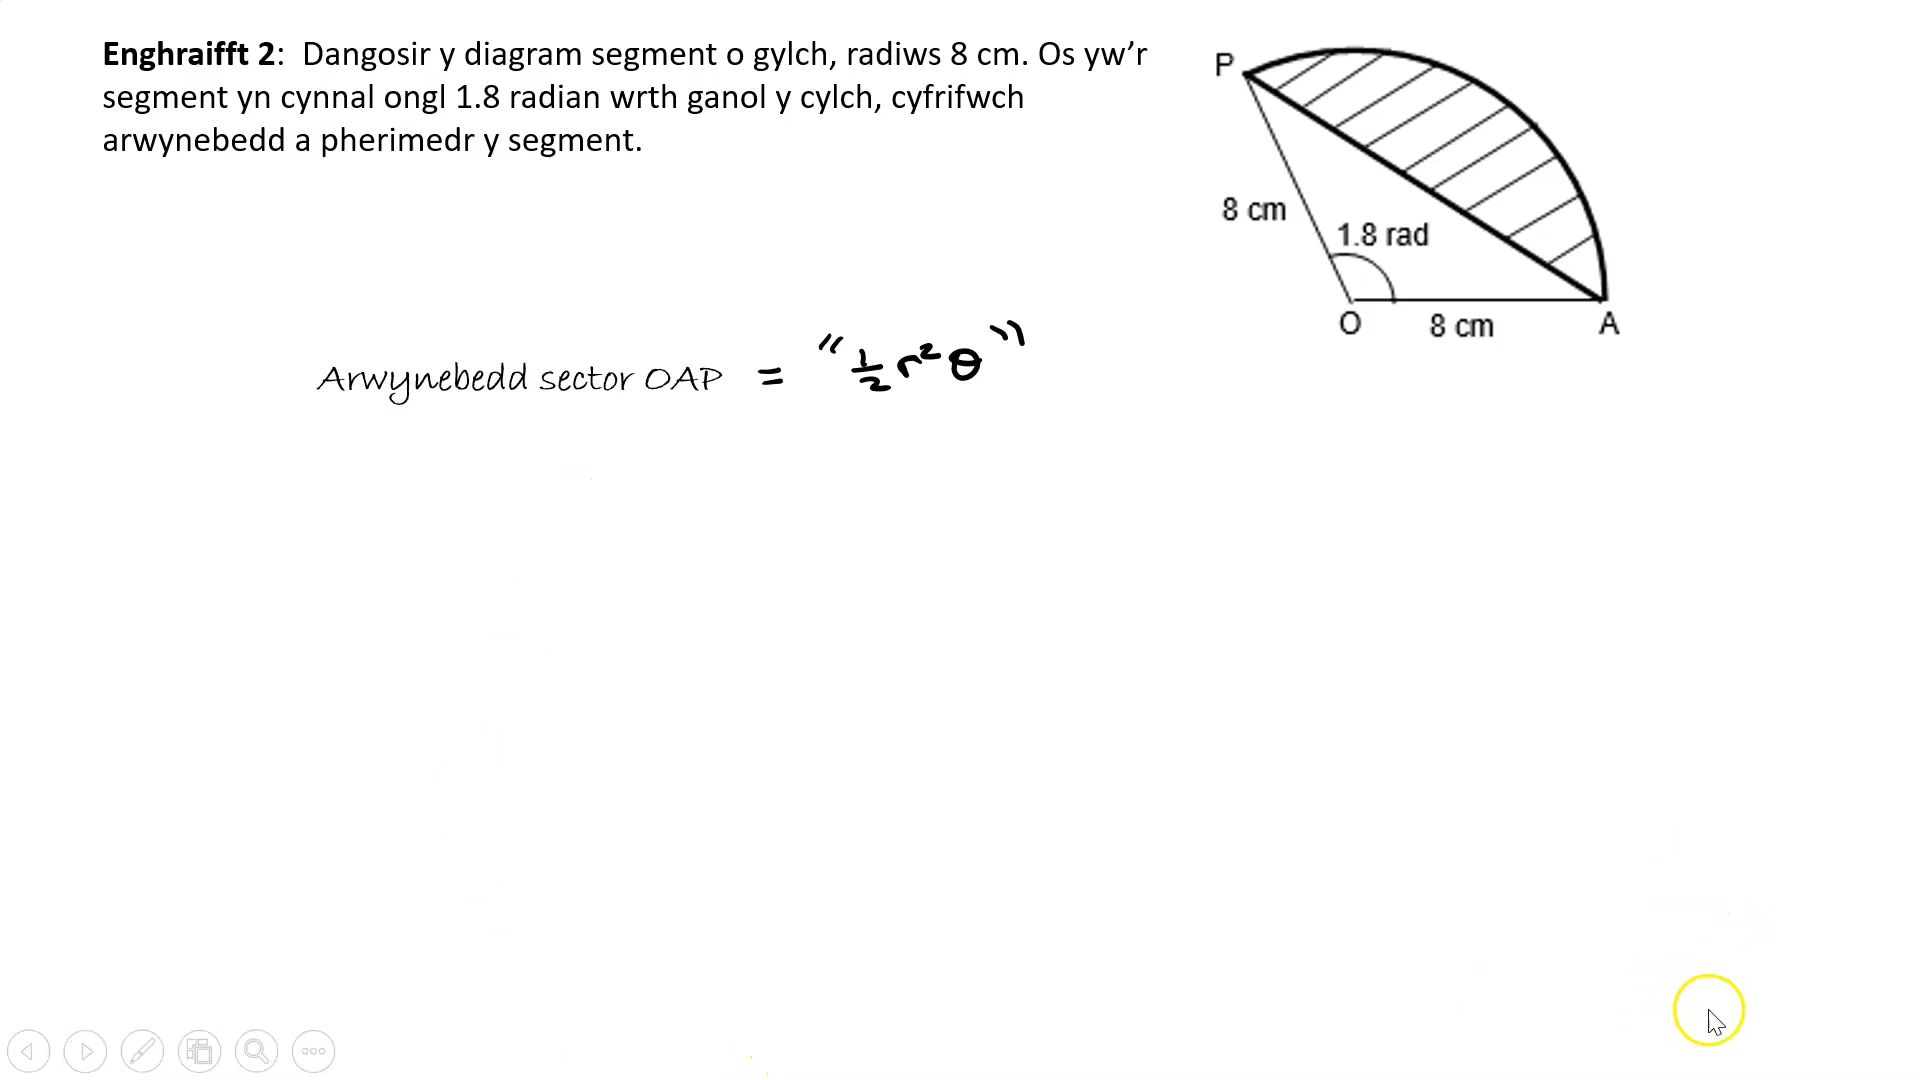 Enghraifft 2: Dangosir y diagram segment o gylch, radiws 8 cm. Os yw’r
segment yn cynnal ongl 1.8 radian wrth ganol y cylch, cyfrifwch
arwynebedd a pherimedr y segment.
P
8 cm
1.8 rad
O
8 cm
A
Arwynebedd sector OAP = "½r²θ"